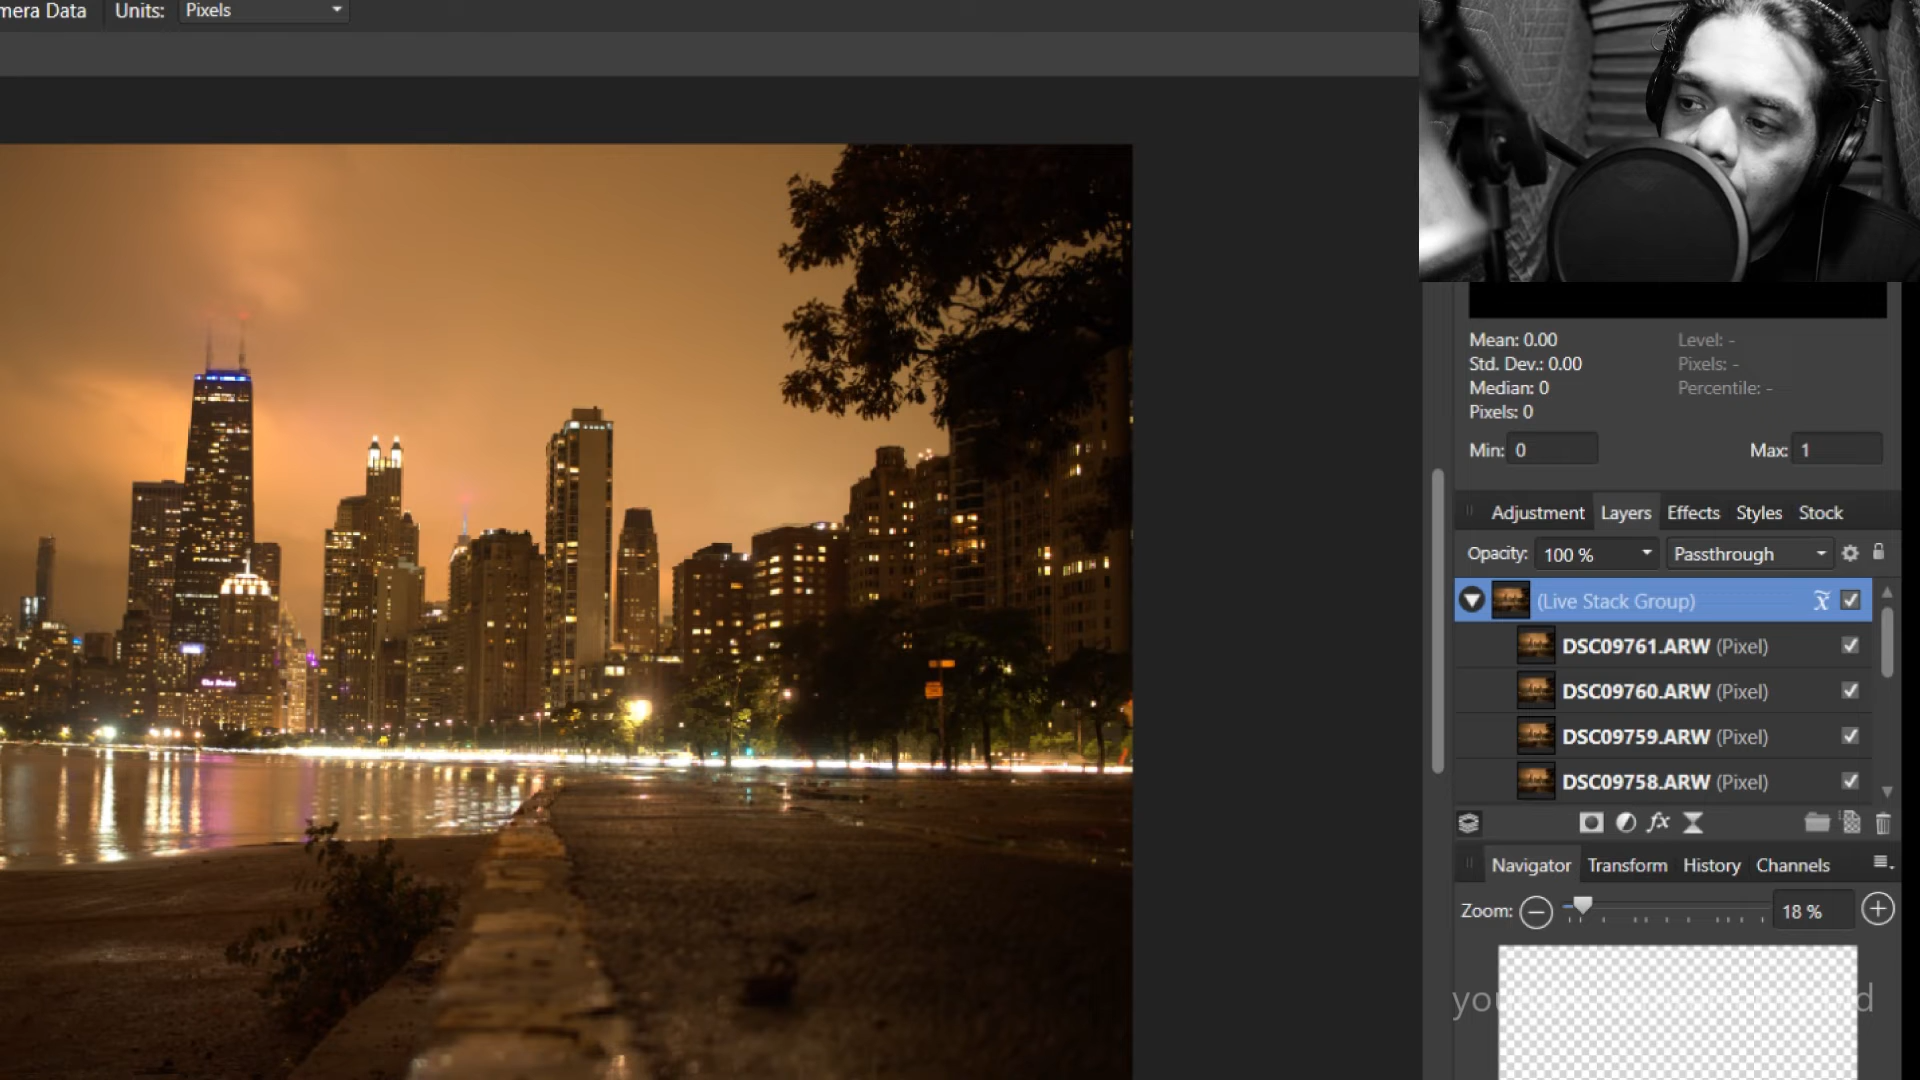 mera Data Units: Pixels
Mean: 0.00 Level: -
Std. Dev.: 0.00 Pixels: -
Median: 0 Percentile: -
Pixels: 0
Min: 0 Max: 1
Adjustment Layers Effects Styles Stock
Opacity: 100 % Passthrough
(Live Stack Group)
DSC09761.ARW (Pixel)
DSC09760.ARW (Pixel)
DSC09759.ARW (Pixel)
DSC09758.ARW (Pixel)
fx
Navigator Transform History Channels
Zoom: 18 %